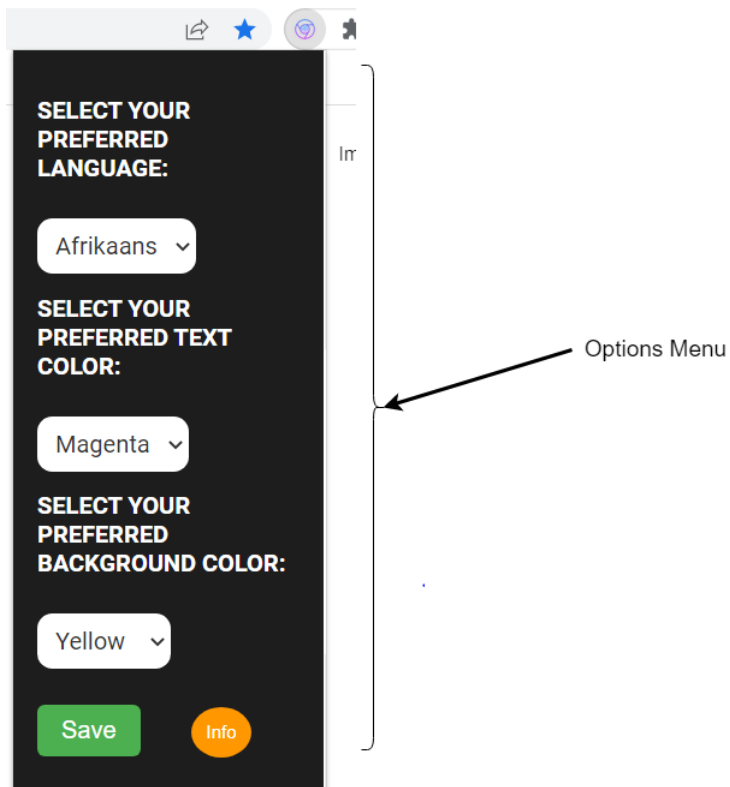 SELECT YOUR
PREFERRED
LANGUAGE:
Im
Afrikaans
SELECT YOUR
PREFERRED TEXT
COLOR:
Options Menu
Magenta
SELECT YOUR
PREFERRED
BACKGROUND COLOR:
Yellow
Save
Info